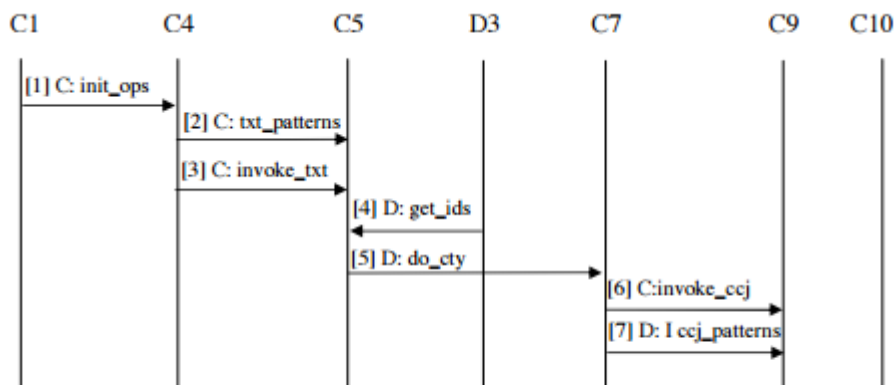 C1 C4 C5 D3 C7 C9 C10
[1] C: init_ops
[2] C: txt_patterns
[3] C: invoke_txt
[4] D: get_ids
[5] D: do_cty
[6] C:invoke_ccj
[7] D: I ccj_patterns